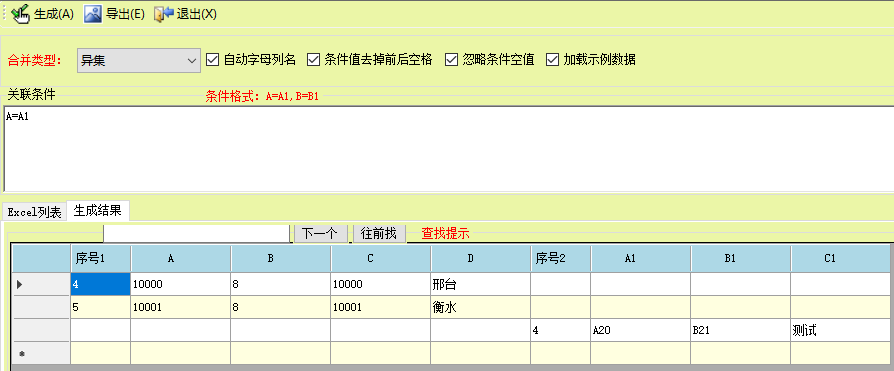 生成(A) 导出(E) 退出(X)
合并类型： 异集 自动字母列名 条件值去掉前后空格 忽略条件空值 加载示例数据
关联条件 条件格式：A=A1,B=B1
A=A1
Excel列表 生成结果
下一个 往前找 查找提示
序号1 A B C D 序号2 A1 B1 C1
4 10000 8 10000 邢台
5 10001 8 10001 衡水
4 A20 B21 测试